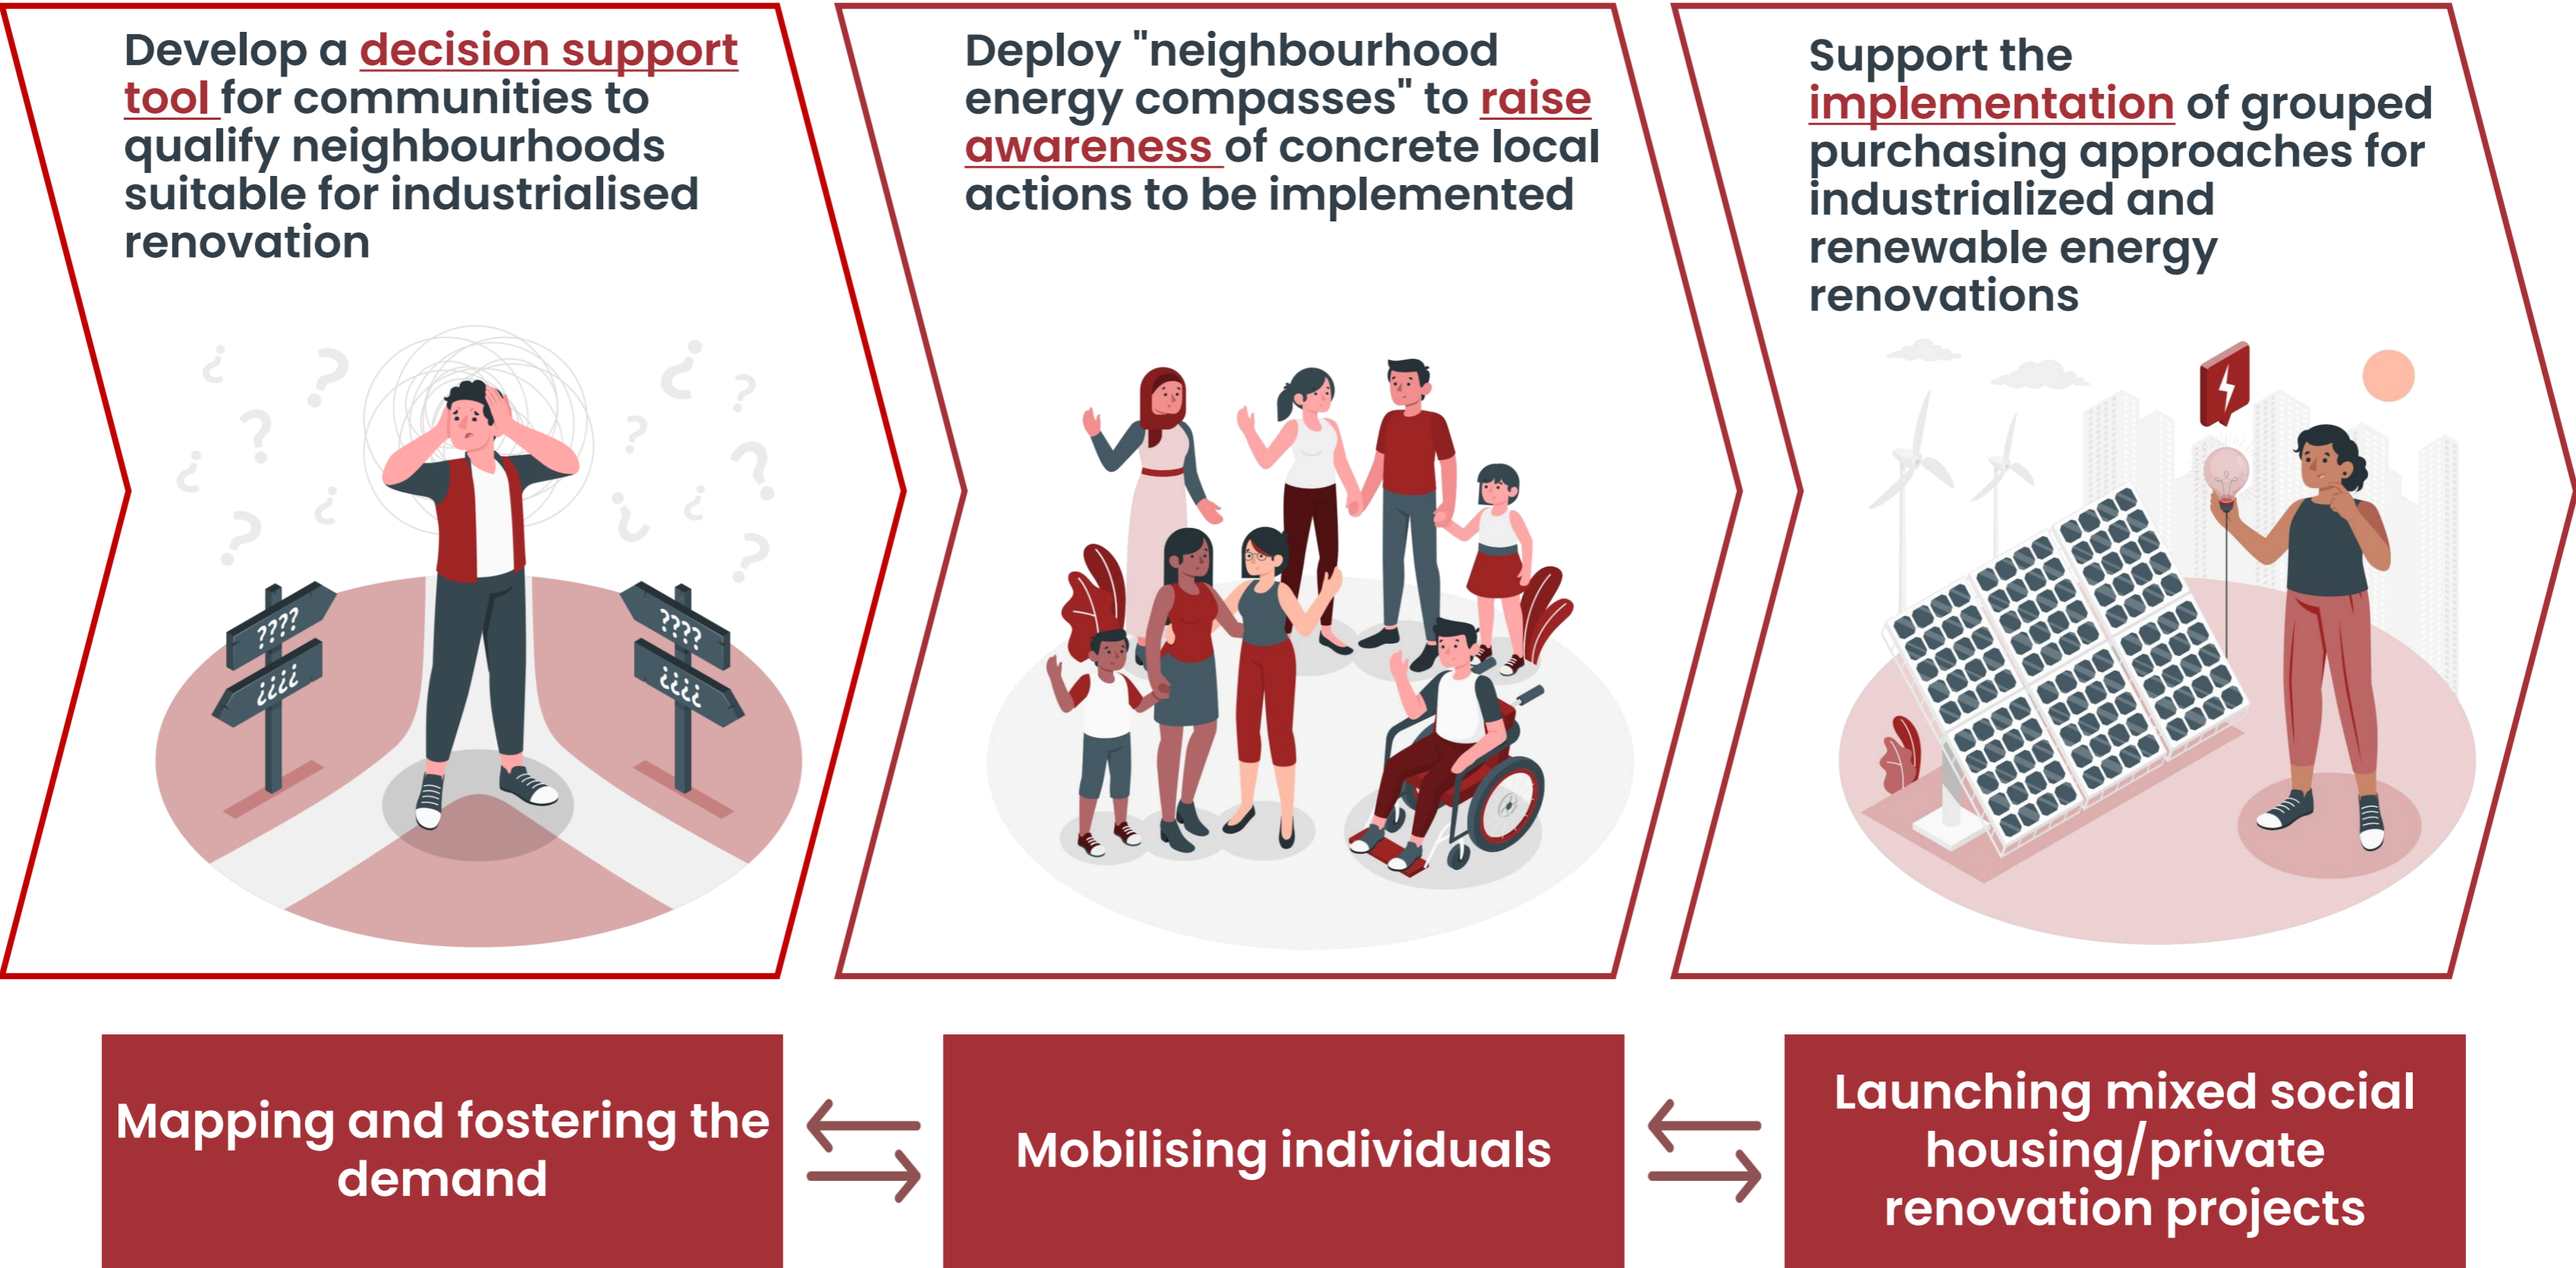 Develop a decision support
tool for communities to
qualify neighbourhoods
suitable for industrialised
renovation
Deploy "neighbourhood
energy compasses" to raise
awareness of concrete local
actions to be implemented
Support the
implementation of grouped
purchasing approaches for
industrialized and
renewable energy
renovations
????
¿¿¿¿
????
¿¿¿¿
Mapping and fostering the
demand
Mobilising individuals
Launching mixed social
housing/private
renovation projects